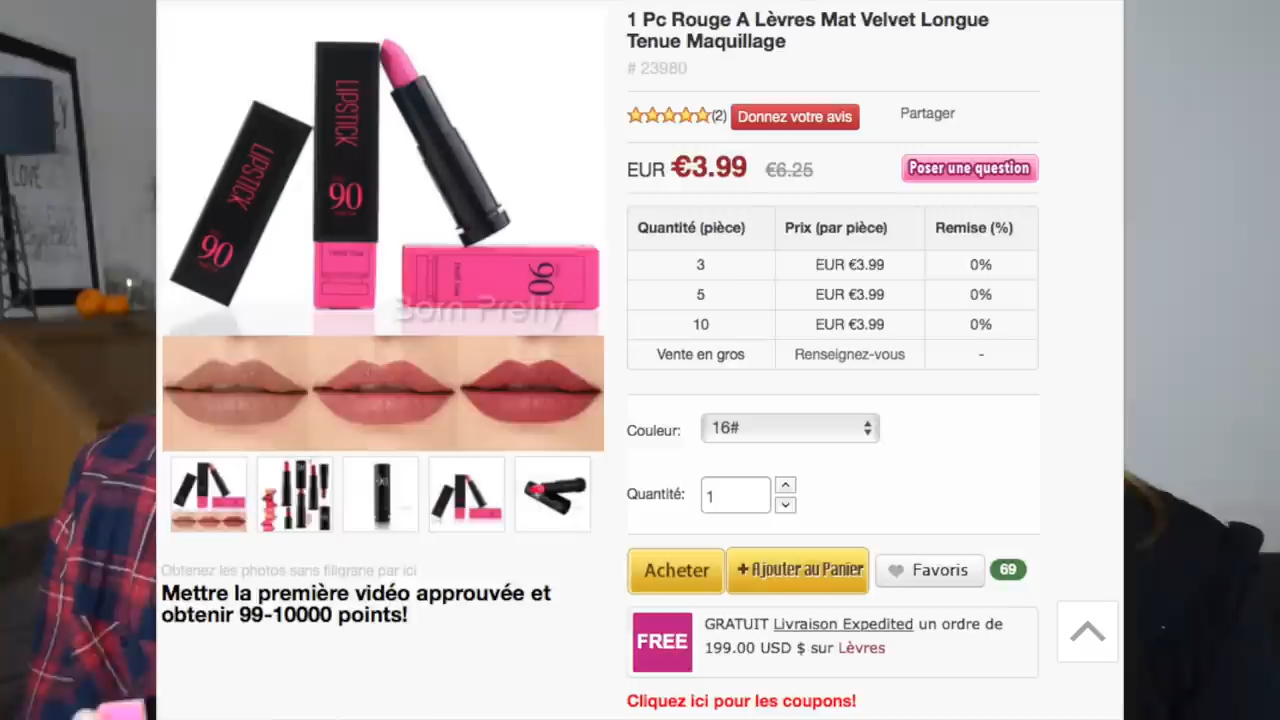 1 Pc Rouge A Lèvres Mat Velvet Longue
Tenue Maquillage
# 23980
(2) Donnez votre avis Partager
EUR €3.99 €6.25 Poser une question
Quantité (pièce) Prix (par pièce) Remise (%)
3 EUR €3.99 0%
5 EUR €3.99 0%
10 EUR €3.99 0%
Vente en gros Renseignez-vous -
Couleur: 16#
Quantité: 1
Acheter +Ajouter au Panier Favoris 69
FREE
GRATUIT Livraison Expedited un ordre de
199.00 USD $ sur Lèvres
Cliquez ici pour les coupons!
LIPSTICK
90
LIPSTICK
90
90
Born Pretty
Obtenez les photos sans filigrane par ici
Mettre la première vidéo approuvée et
obtenir 99-10000 points!
LOVE